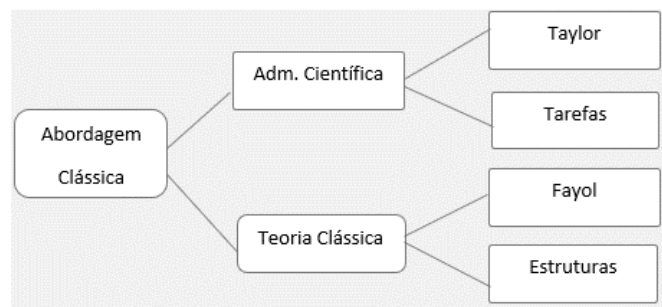 Abordagem
Clássica
Adm. Científica
Teoria Clássica
Taylor
Tarefas
Fayol
Estruturas